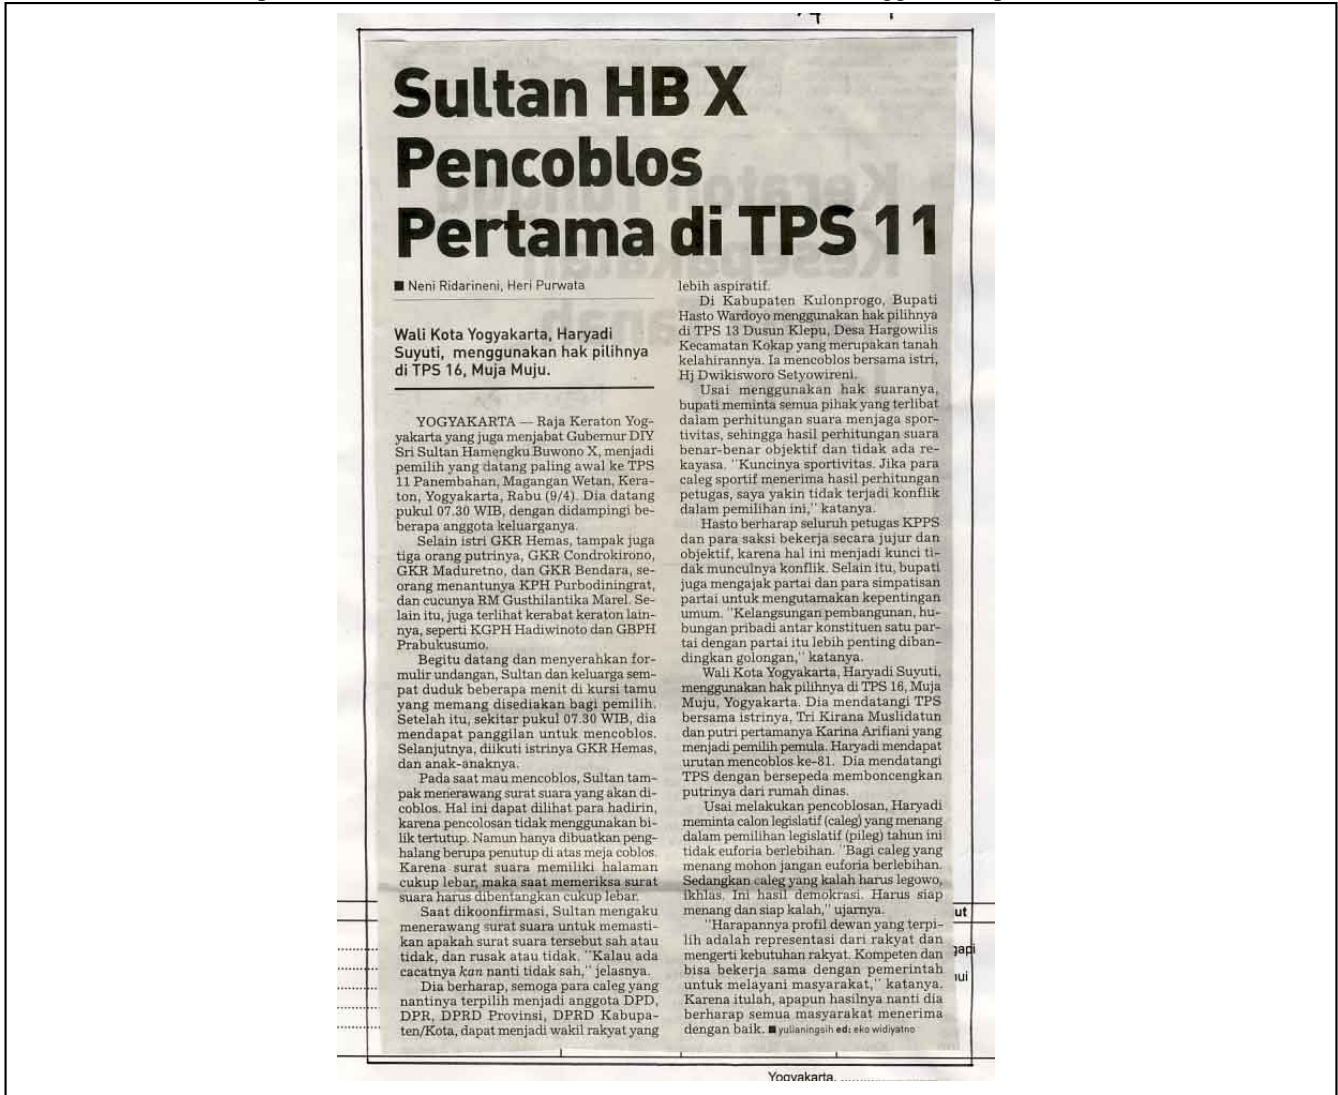 Sultan HB X
Pencoblos
Pertama di TPS 11
■ Neni Ridarineni, Heri Purwata
Wali Kota Yogyakarta, Haryadi
Suyuti, menggunakan hak pilihnya
di TPS 16, Muja Muju.
YOGYAKARTA — Raja Keraton Yog-
yakarta yang juga menjabat Gubernur DIY
Sri Sultan Hamengku Buwono X, menjadi
pemilih yang datang paling awal ke TPS
11 Panembahan, Magangan Wetan, Kera-
ton, Yogyakarta, Rabu (9/4). Dia datang
pukul 07.30 WIB, dengan didampingi be-
berapa anggota keluarganya.
Selain istri GKR Hemas, tampak juga
tiga orang putrinya, GKR Condrokirono,
GKR Maduretno, dan GKR Bendara, se-
orang menantunya KPH Purbodiningrat,
dan cucunya RM Gusthilantika Marel. Se-
lain itu, juga terlihat kerabat keraton lain-
nya, seperti KGPH Hadiwinoto dan GBPH
Prabukusumo.
Begitu datang dan menyerahkan for-
mulir undangan, Sultan dan keluarga sem-
pat duduk beberapa menit di kursi tamu
yang memang disediakan bagi pemilih.
Setelah itu, sekitar pukul 07.30 WIB, dia
mendapat panggilan untuk mencoblos.
Selanjutnya, diikuti istrinya GKR Hemas,
dan anak-anaknya.
Pada saat mau mencoblos, Sultan tam-
pak menerawang surat suara yang akan di-
coblos. Hal ini dapat dilihat para hadirin,
karena pencolosan tidak menggunakan bi-
lik tertutup. Namun hanya dibuatkan peng-
halang berupa penutup di atas meja coblos.
Karena surat suara memiliki halaman
cukup lebar, maka saat memeriksa surat
suara harus dibentangkan cukup lebar.
Saat dikoonfirmasi, Sultan mengaku
menerawang surat suara untuk memasti-
kan apakah surat suara tersebut sah atau
tidak, dan rusak atau tidak. "Kalau ada
cacatnya kan nanti tidak sah," jelasnya.
Dia berharap, semoga para caleg yang
nantinya terpilih menjadi anggota DPD,
DPR, DPRD Provinsi, DPRD Kabupa-
ten/Kota, dapat menjadi wakil rakyat yang
lebih aspiratif.
Di Kabupaten Kulonprogo, Bupati
Hasto Wardoyo menggunakan hak pilihnya
di TPS 13 Dusun Klepu, Desa Hargowilis
Kecamatan Kokap yang merupakan tanah
kelahirannya. Ia mencoblos bersama istri,
Hj Dwikisworo Setyowireni.
Usai menggunakan hak suaranya,
bupati meminta semua pihak yang terlibat
dalam perhitungan suara menjaga spor-
tivitas, sehingga hasil perhitungan suara
benar-benar objektif dan tidak ada re-
kayasa. "Kuncinya sportivitas. Jika para
caleg sportif menerima hasil perhitungan
petugas, saya yakin tidak terjadi konflik
dalam pemilihan ini," katanya.
Hasto berharap seluruh petugas KPPS
dan para saksi bekerja secara jujur dan
objektif, karena hal ini menjadi kunci ti-
dak munculnya konflik. Selain itu, bupati
juga mengajak partai dan para simpatisan
partai untuk mengutamakan kepentingan
umum. "Kelangsungan pembangunan, hu-
bungan pribadi antar konstituen satu par-
tai dengan partai itu lebih penting diban-
dingkan golongan," katanya.
Wali Kota Yogyakarta, Haryadi Suyuti,
menggunakan hak pilihnya di TPS 16, Muja
Muju, Yogyakarta. Dia mendatangi TPS
bersama istrinya, Tri Kirana Muslidatun
dan putri pertamanya Karina Arifiani yang
menjadi pemilih pemula. Haryadi mendapat
urutan mencoblos ke-81. Dia mendatangi
TPS dengan bersepeda memboncengkan
putrinya dari rumah dinas.
Usai melakukan pencoblosan, Haryadi
meminta calon legislatif (caleg) yang menang
dalam pemilihan legislatif (pileg) tahun ini
tidak euforia berlebihan. "Bagi caleg yang
menang mohon jangan euforia berlebihan.
Sedangkan caleg yang kalah harus legowo,
ikhlas. Ini hasil demokrasi. Harus siap
menang dan siap kalah," ujarnya.
"Harapannya profil dewan yang terpi-
lih adalah representasi dari rakyat dan
mengerti kebutuhan rakyat. Kompeten dan
bisa bekerja sama dengan pemerintah
untuk melayani masyarakat," katanya.
Karena itulah, apapun hasilnya nanti dia
berharap semua masyarakat menerima
dengan baik. ■ yulianingsih ed: eko widiyatno
ut
gapi
ui
Yogyakarta,